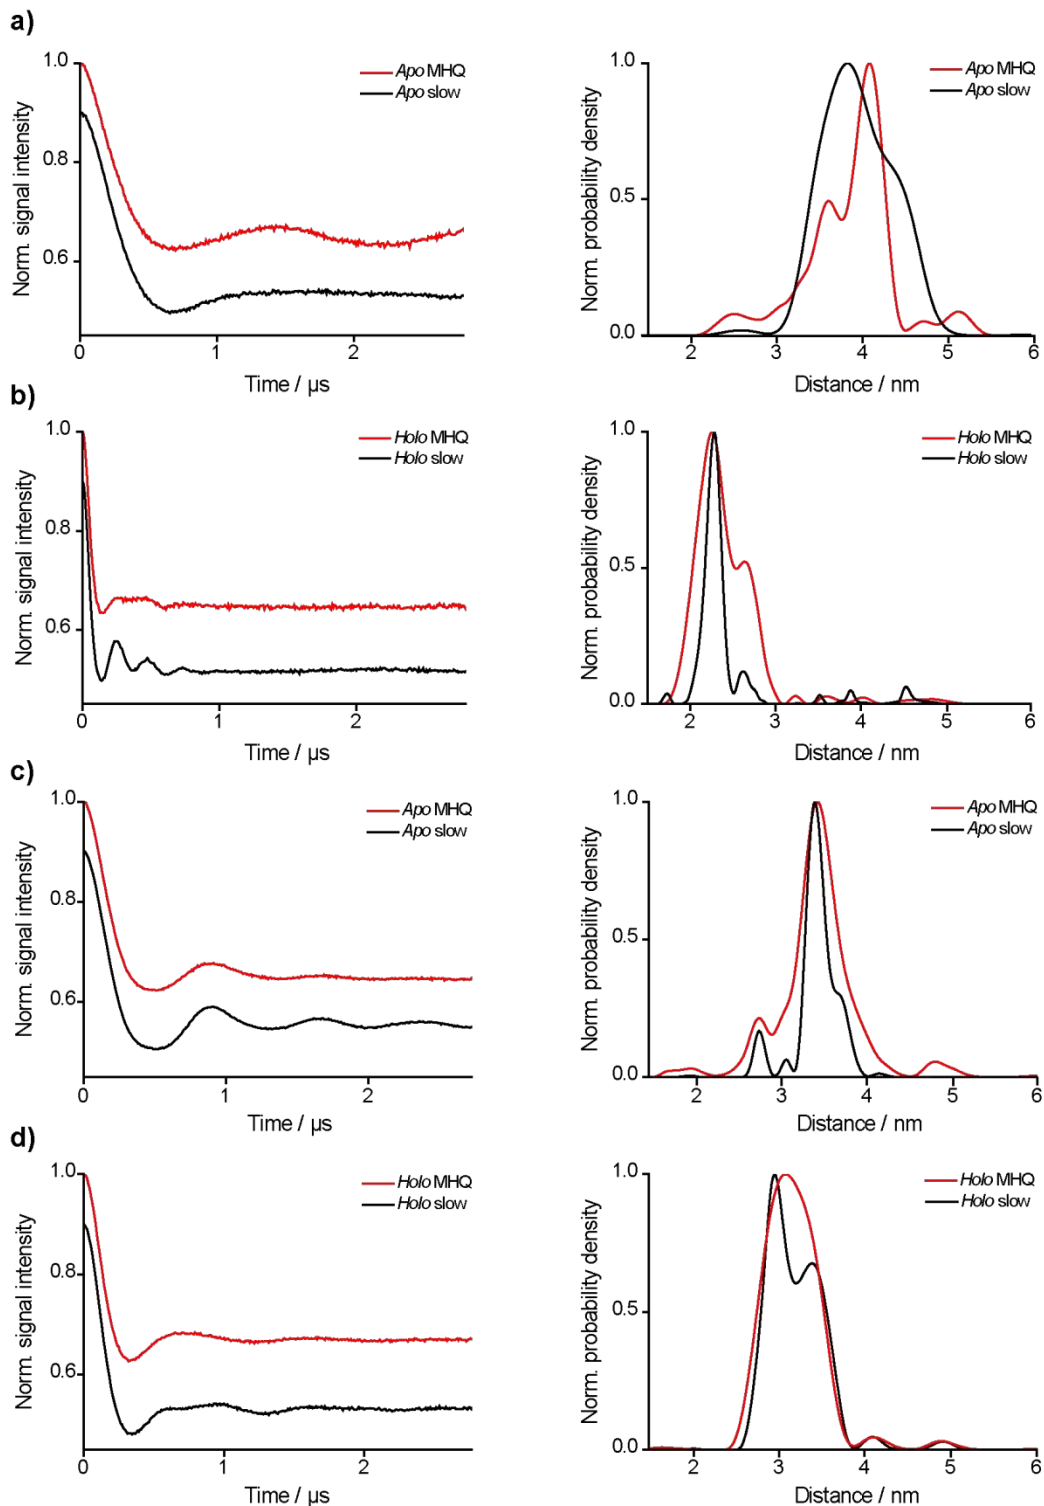 a)
Norm. signal intensity
1.0
0.8
0.6
0
1
2
Time / µs
Apo MHQ
Apo slow
Norm. probability density
1.0
0.5
0.0
2
3
4
5
6
Distance / nm
Apo MHQ
Apo slow
b)
Norm. signal intensity
1.0
0.8
0.6
0
1
2
Time / µs
Holo MHQ
Holo slow
Norm. probability density
1.0
0.5
0.0
2
3
4
5
6
Distance / nm
Holo MHQ
Holo slow
c)
Norm. signal intensity
1.0
0.8
0.6
0
1
2
Time / µs
Apo MHQ
Apo slow
Norm. probability density
1.0
0.5
0.0
2
3
4
5
6
Distance / nm
Apo MHQ
Apo slow
d)
Norm. signal intensity
1.0
0.8
0.6
0
1
2
Time / µs
Holo MHQ
Holo slow
Norm. probability density
1.0
0.5
0.0
2
3
4
5
6
Distance / nm
Holo MHQ
Holo slow